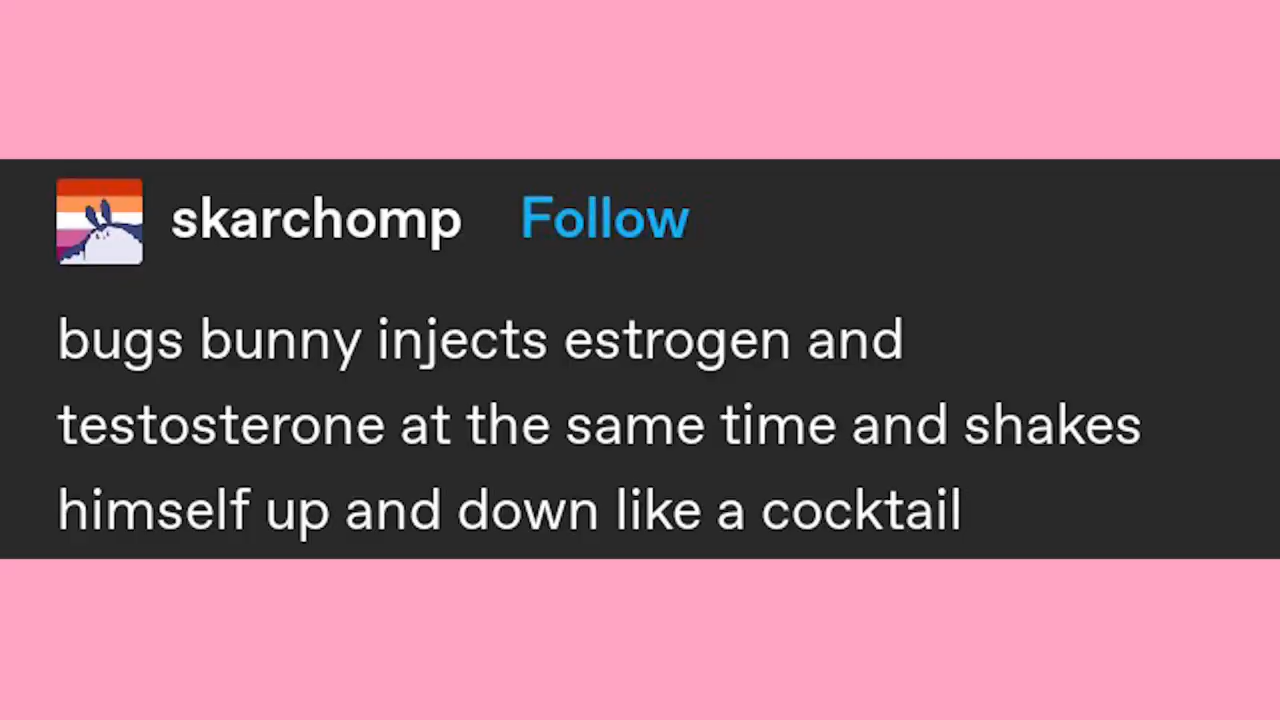 skarchomp Follow
bugs bunny injects estrogen and
testosterone at the same time and shakes
himself up and down like a cocktail